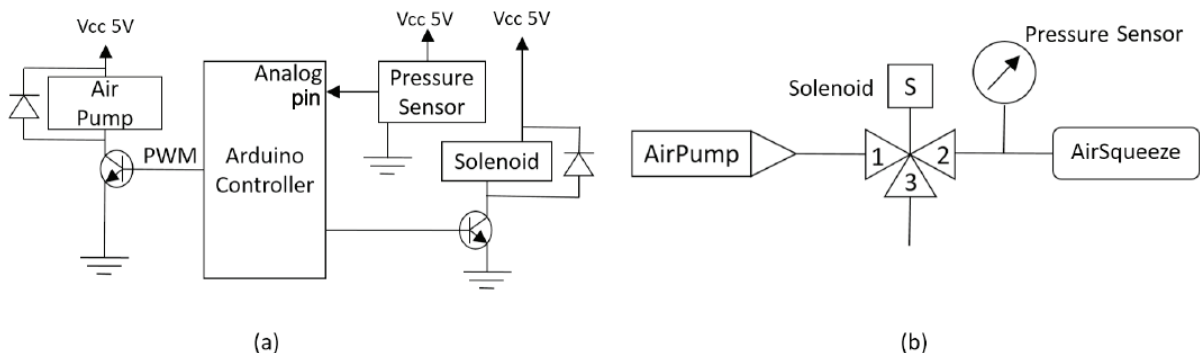 Vcc 5V
Air
Pump
PWM
Arduino
Controller
Analog
pin
Vcc 5V
Pressure
Sensor
Vcc 5V
Solenoid
(a)
Pressure Sensor
Solenoid
S
AirPump
1
2
3
AirSqueeze
(b)